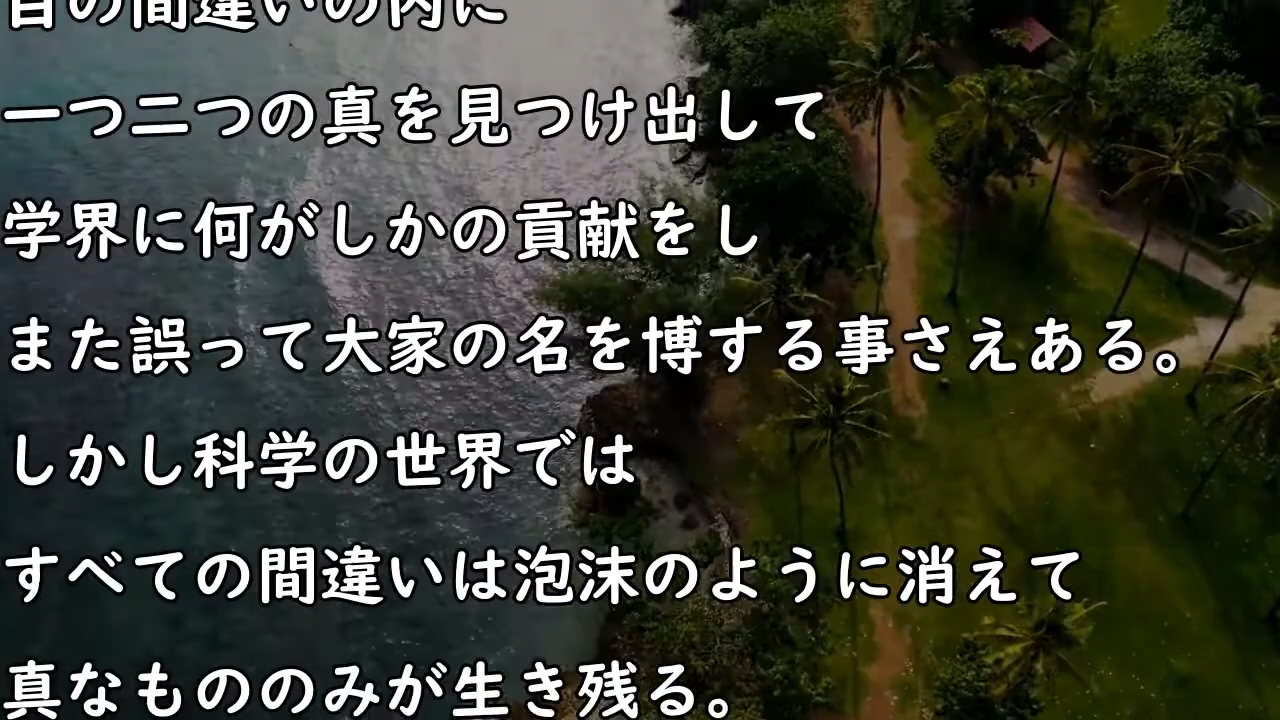 百の間違いの内に
一つ二つの真を見つけ出して
学界に何がしかの貢献をし
また誤って大家の名を博する事さえある。
しかし科学の世界では
すべての間違いは泡沫のように消えて
真なもののみが生き残る。